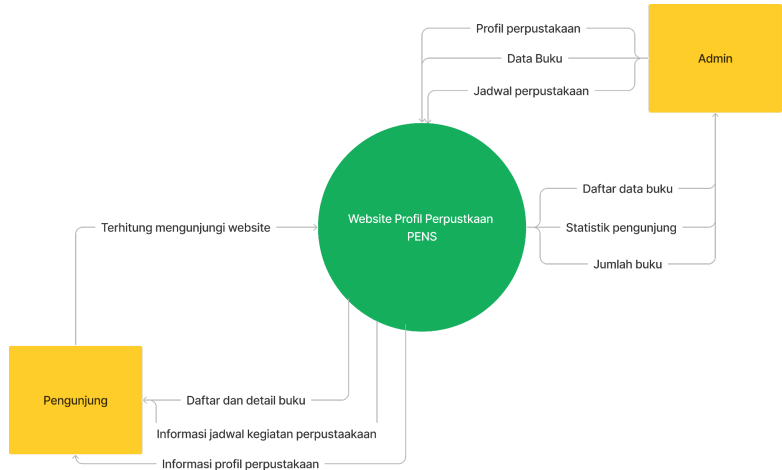 Profil perpustakaan
Admin
Data Buku
Jadwal perpustakaan
Daftar data buku
Website Profil Perpustkaan
PENS
Terhitung mengunjungi website
Statistik pengunjung
Jumlah buku
Pengunjung
Daftar dan detail buku
Informasi jadwal kegiatan perpustaakaan
Informasi profil perpustakaan